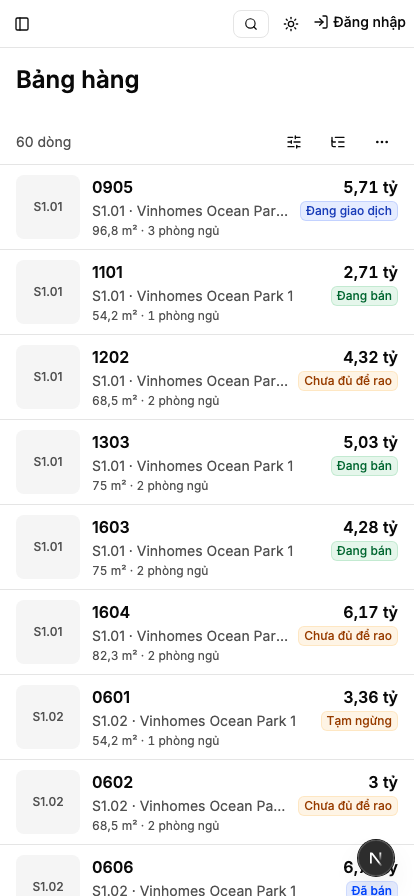 Đăng nhập
Bảng hàng
60 dòng
S1.01
0905
5,71 tỷ
S1.01 · Vinhomes Ocean Par...
Đang giao dịch
96,8 m² · 3 phòng ngủ
S1.01
1101
2,71 tỷ
S1.01 · Vinhomes Ocean Park 1
Đang bán
54,2 m² · 1 phòng ngủ
S1.01
1202
4,32 tỷ
S1.01 · Vinhomes Ocean Par...
Chưa đủ để rao
68,5 m² · 2 phòng ngủ
S1.01
1303
5,03 tỷ
S1.01 · Vinhomes Ocean Park 1
Đang bán
75 m² · 2 phòng ngủ
S1.01
1603
4,28 tỷ
S1.01 · Vinhomes Ocean Park 1
Đang bán
75 m² · 2 phòng ngủ
S1.01
1604
6,17 tỷ
S1.01 · Vinhomes Ocean Par...
Chưa đủ để rao
82,3 m² · 2 phòng ngủ
S1.02
0601
3,36 tỷ
S1.02 · Vinhomes Ocean Park 1
Tạm ngừng
54,2 m² · 1 phòng ngủ
S1.02
0602
3 tỷ
S1.02 · Vinhomes Ocean Pa...
Chưa đủ để rao
68,5 m² · 2 phòng ngủ
S1.02
0606
N
S1.02 · Vinhomes Ocean Park 1
Đã bán